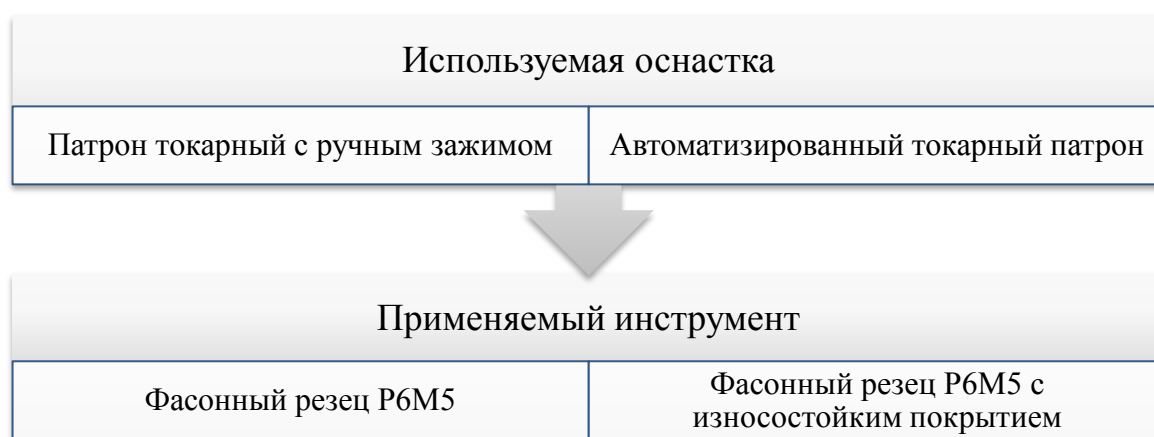 Используемая оснастка
Патрон токарный с ручным зажимом
Автоматизированный токарный патрон
Применяемый инструмент
Фасонный резец Р6М5
Фасонный резец Р6М5 с
износостойким покрытием